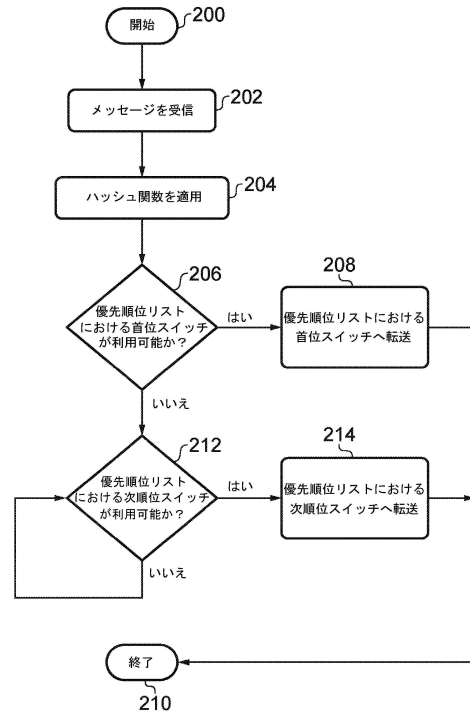 開始
200
メッセージを受信
202
ハッシュ関数を適用
204
206
優先順位リスト
における首位スイッチ
が利用可能か？
はい
208
優先順位リストにおける
首位スイッチへ転送
いいえ
212
優先順位リスト
における次順位スイッチ
が利用可能か？
はい
214
優先順位リストにおける
次順位スイッチへ転送
いいえ
終了
210